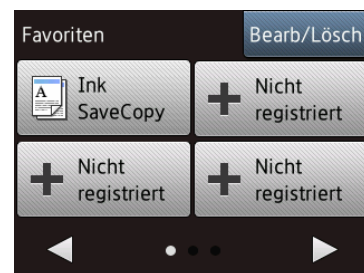 Favoriten
Bearb/Lösch
A
Ink
SaveCopy
Nicht
registriert
Nicht
registriert
Nicht
registriert